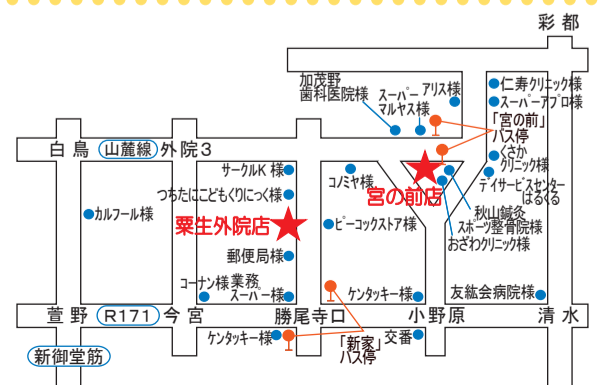 彩都
加茂野
歯科医院様
スーパー
マルヤス様
アリス様
仁寿クリニック様
スーパーアプロ様
「宮の前」
バス停
くさか
クリニック様
白鳥 山麓線 外院3
サークルK 様
コノミヤ様
宮の前店
デイサービスセンター
はるくる
つちたにこどもくりにっく様
カルフール様
粟生外院店
ピーコックストア様
秋山鍼灸
スポーツ整骨院様
おざわクリニック様
郵便局様
コーナン様
業務
スーパー様
ケンタッキー様
友紘会病院様
萱野 R171 今宮 勝尾寺口 小野原 清水
新御堂筋
ケンタッキー様
「新家」
バス停
交番